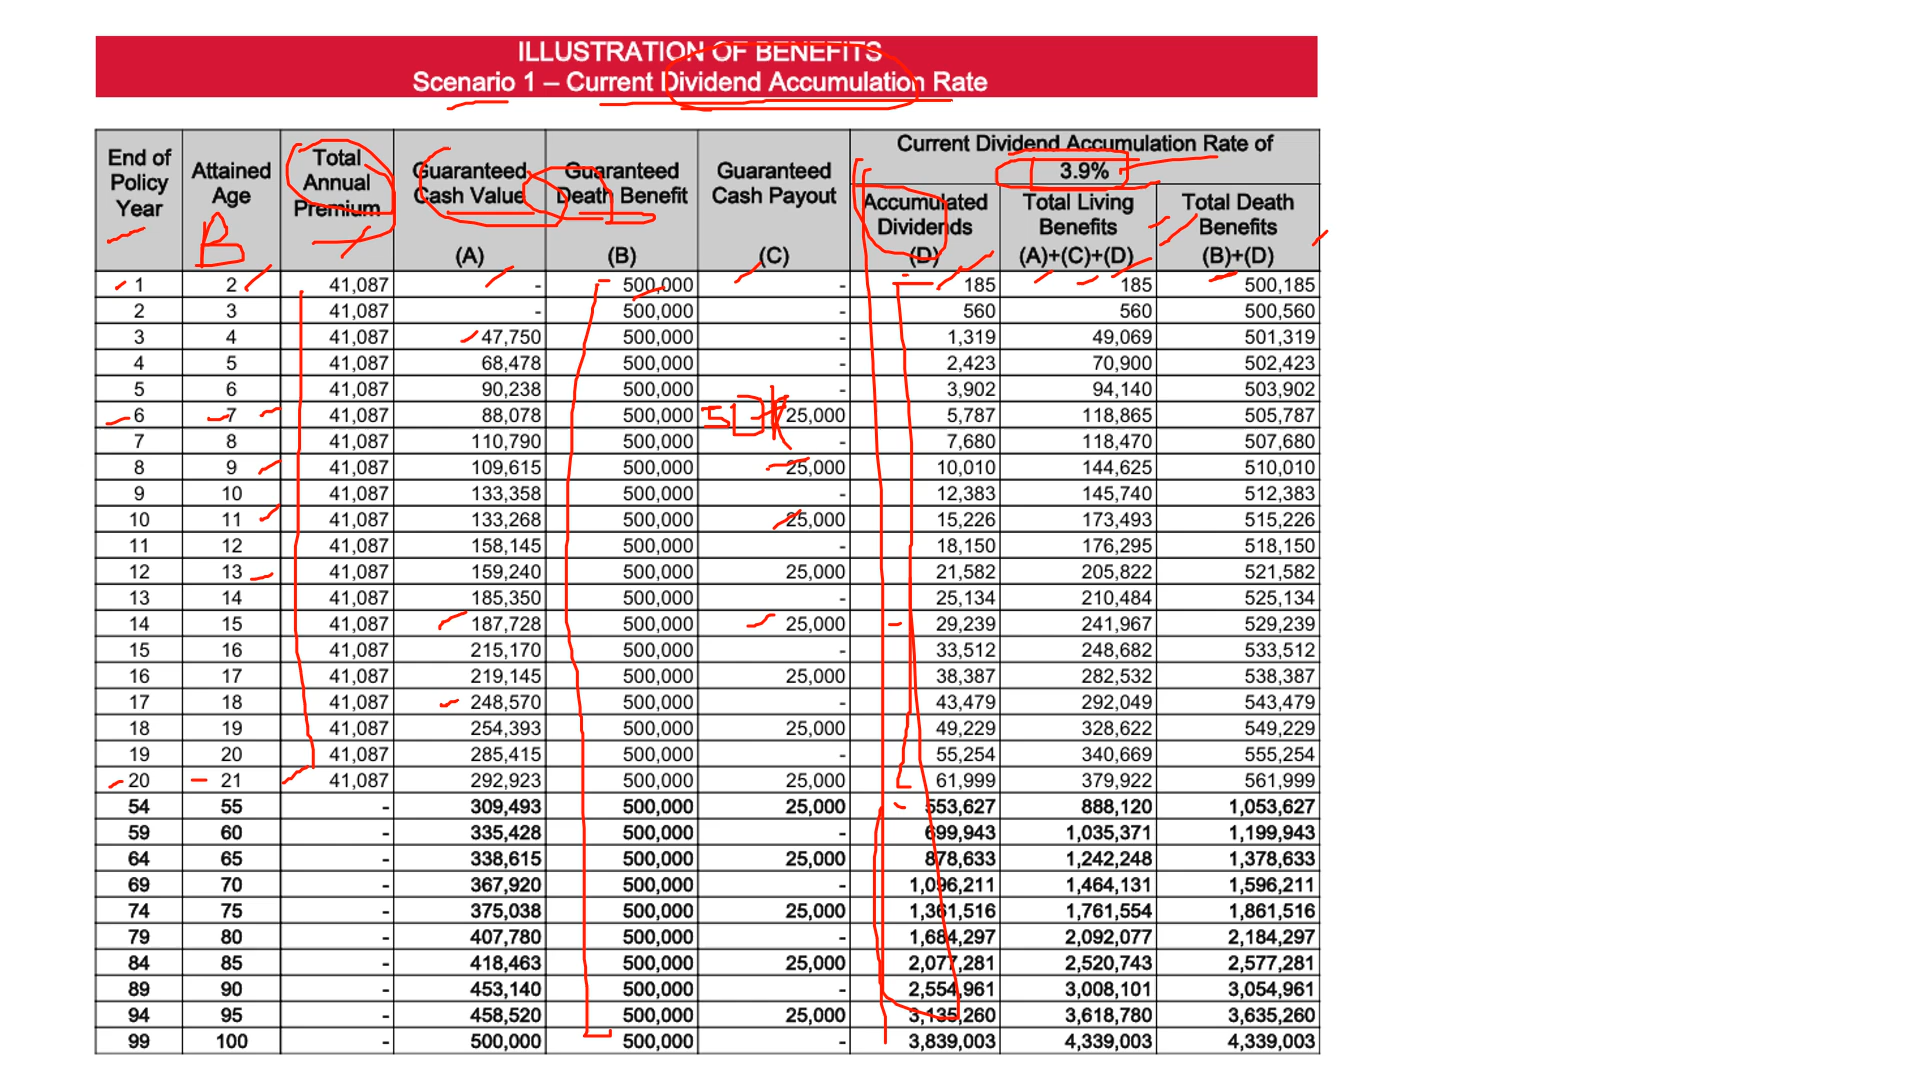 ILLUSTRATION OF BENEFITS
Scenario 1 – Current Dividend Accumulation Rate
End of Policy Year | Attained Age | Total Annual Premium | Guaranteed Cash Value (A) | Guaranteed Death Benefit (B) | Guaranteed Cash Payout (C) | Current Dividend Accumulation Rate of 3.9%
Accumulated Dividends (D) | Total Living Benefits (A)+(C)+(D) | Total Death Benefits (B)+(D)
B
1 2 41,087 - 500,000 - 185 185 500,185
2 3 41,087 - 500,000 - 560 560 500,560
3 4 41,087 47,750 500,000 - 1,319 49,069 501,319
4 5 41,087 68,478 500,000 - 2,423 70,900 502,423
5 6 41,087 90,238 500,000 - 3,902 94,140 503,902
6 7 41,087 88,078 500,000 25,000 5,787 118,865 505,787
7 8 41,087 110,790 500,000 - 7,680 118,470 507,680
8 9 41,087 109,615 500,000 25,000 10,010 144,625 510,010
9 10 41,087 133,358 500,000 - 12,383 145,740 512,383
10 11 41,087 133,268 500,000 25,000 15,226 173,493 515,226
11 12 41,087 158,145 500,000 - 18,150 176,295 518,150
12 13 41,087 159,240 500,000 25,000 21,582 205,822 521,582
13 14 41,087 185,350 500,000 - 25,134 210,484 525,134
14 15 41,087 187,728 500,000 25,000 29,239 241,967 529,239
15 16 41,087 215,170 500,000 - 33,512 248,682 533,512
16 17 41,087 219,145 500,000 25,000 38,387 282,532 538,387
17 18 41,087 248,570 500,000 - 43,479 292,049 543,479
18 19 41,087 254,393 500,000 25,000 49,229 328,622 549,229
19 20 41,087 285,415 500,000 - 55,254 340,669 555,254
20 21 41,087 292,923 500,000 25,000 61,999 379,922 561,999
54 55 - 309,493 500,000 25,000 553,627 888,120 1,053,627
59 60 - 335,428 500,000 - 699,943 1,035,371 1,199,943
64 65 - 338,615 500,000 25,000 878,633 1,242,248 1,378,633
69 70 - 367,920 500,000 - 1,096,211 1,464,131 1,596,211
74 75 - 375,038 500,000 25,000 1,361,516 1,761,554 1,861,516
79 80 - 407,780 500,000 - 1,684,297 2,092,077 2,184,297
84 85 - 418,463 500,000 25,000 2,077,281 2,520,743 2,577,281
89 90 - 453,140 500,000 - 2,554,961 3,008,101 3,054,961
94 95 - 458,520 500,000 25,000 3,135,260 3,618,780 3,635,260
99 100 - 500,000 500,000 - 3,839,003 4,339,003 4,339,003